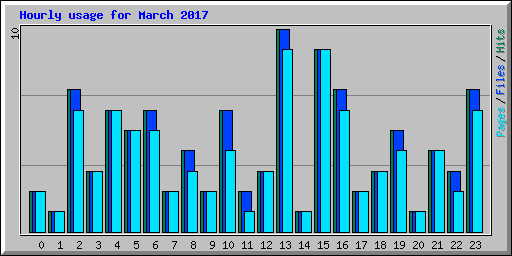 Hourly usage for March 2017
10
Pages/Files/Hits
0 1 2 3 4 5 6 7 8 9 10 11 12 13 14 15 16 17 18 19 20 21 22 23